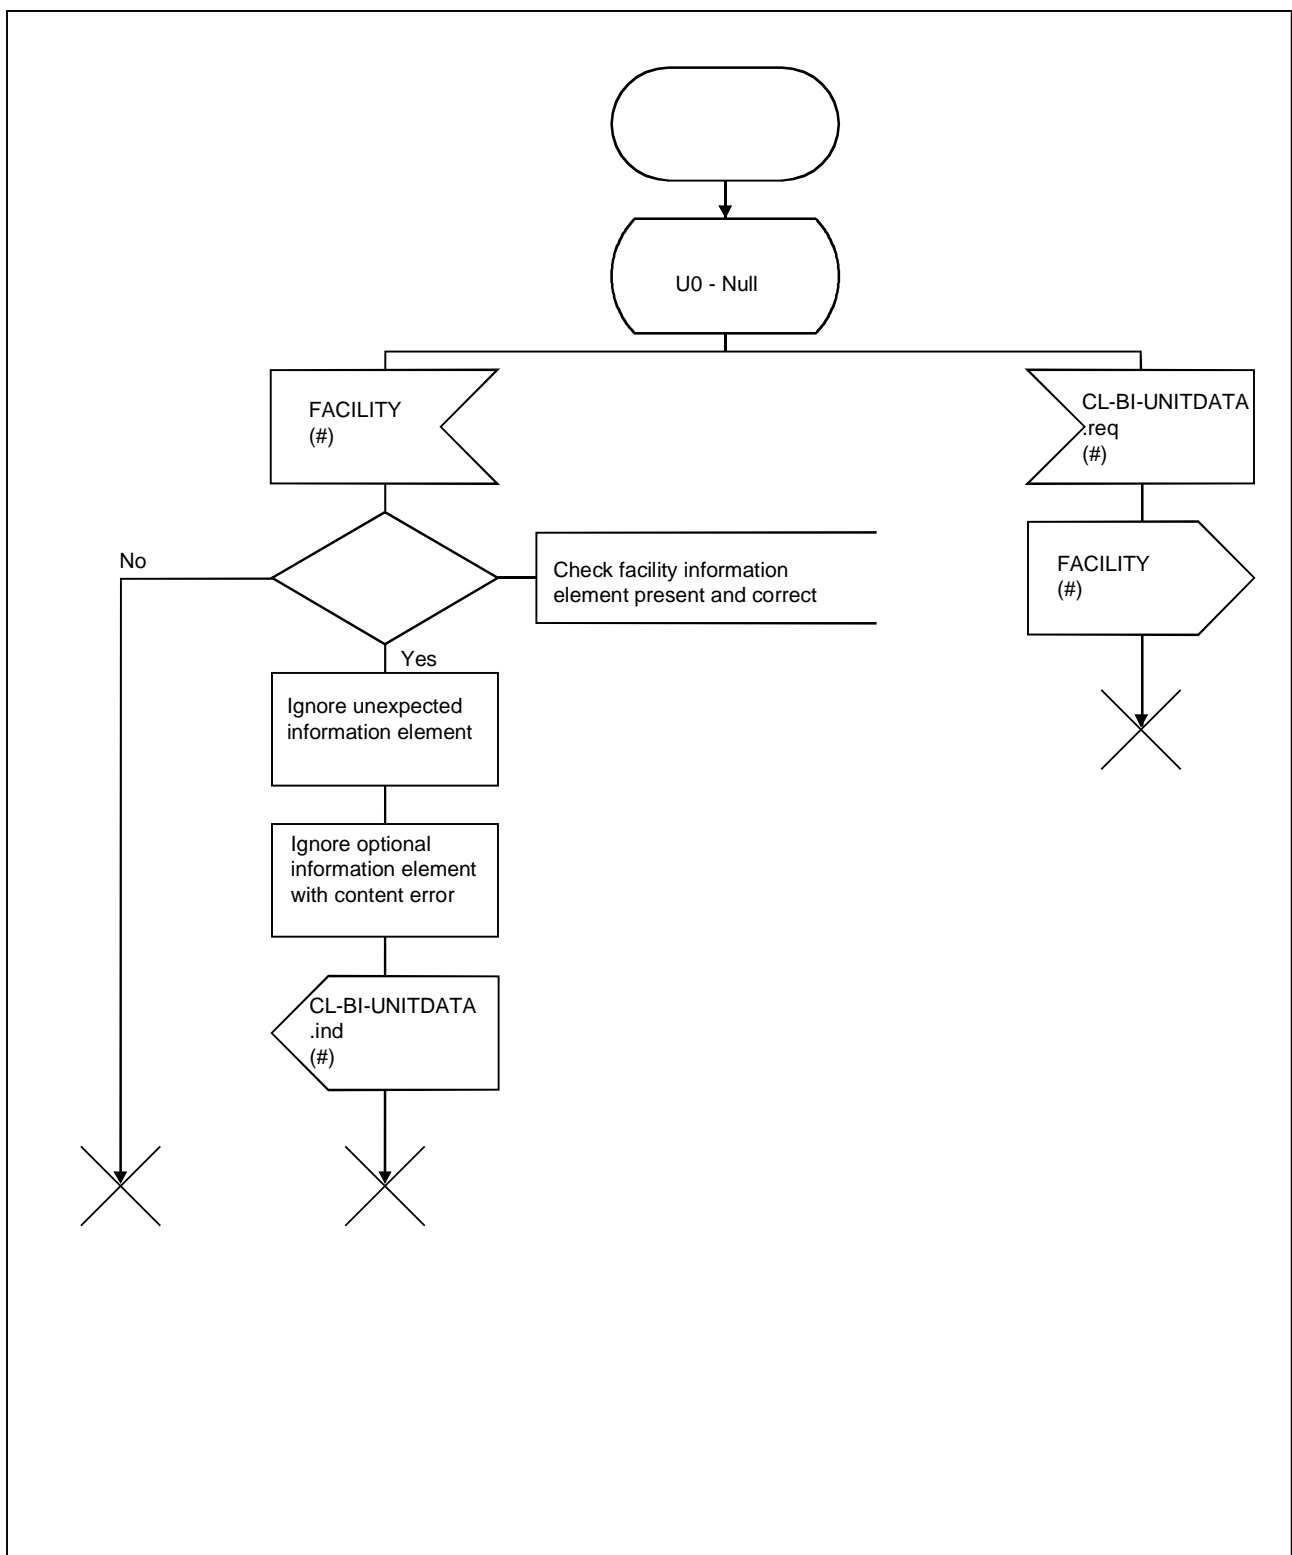 U0 - Null
FACILITY
(#)
CL-BI-UNITDATA
.req
(#)
No
Check facility information
element present and correct
FACILITY
(#)
Yes
Ignore unexpected
information element
Ignore optional
information element
with content error
CL-BI-UNITDATA
.ind
(#)